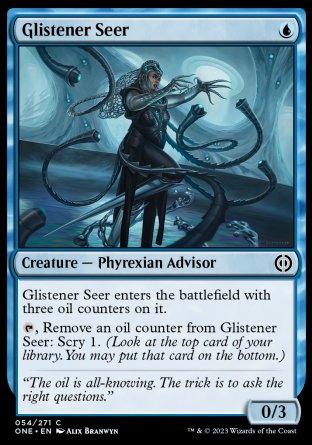 Glistener Seer
Creature — Phyrexian Advisor
Glistener Seer enters the battlefield with
three oil counters on it.
, Remove an oil counter from Glistener
Seer: Scry 1. (Look at the top card of your
library. You may put that card on the bottom.)
“The oil is all-knowing. The trick is to ask
the right questions.”
0/3
054/271 C
ONE • EN Alix Branwyn
™ & © 2023 Wizards of the Coast